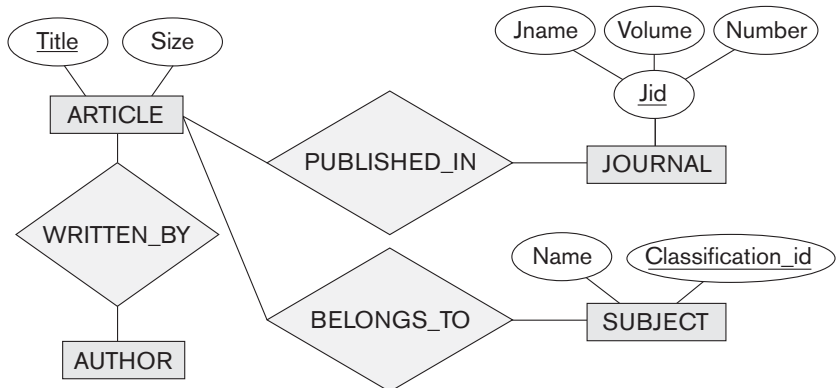 Title
Size
Jname
Volume
Number
Jid
ARTICLE
PUBLISHED_IN
JOURNAL
WRITTEN_BY
Name
Classification_id
BELONGS_TO
SUBJECT
AUTHOR